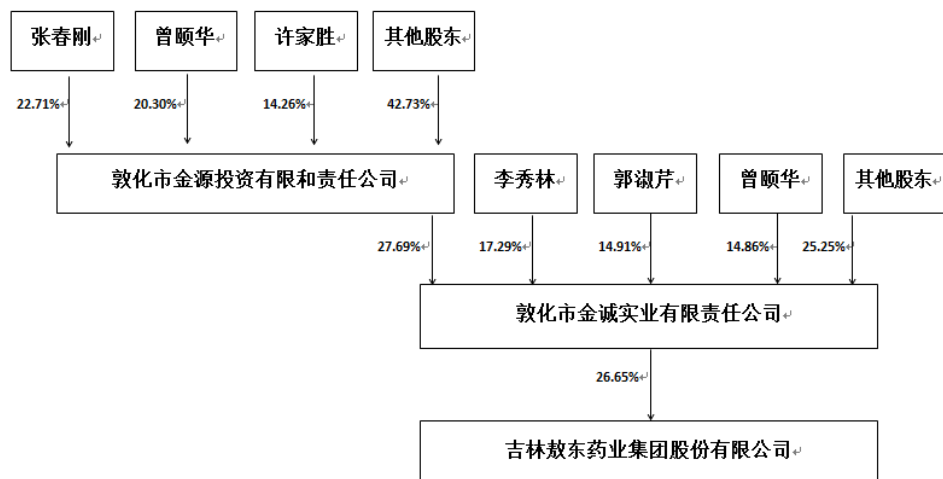 张春刚
曾颐华
许家胜
其他股东
22.71%
20.30%
14.26%
42.73%
敦化市金源投资有限和责任公司
李秀林
郭淑芹
曾颐华
其他股东
27.69%
17.29%
14.91%
14.86%
25.25%
敦化市金诚实业有限责任公司
26.65%
吉林敖东药业集团股份有限公司